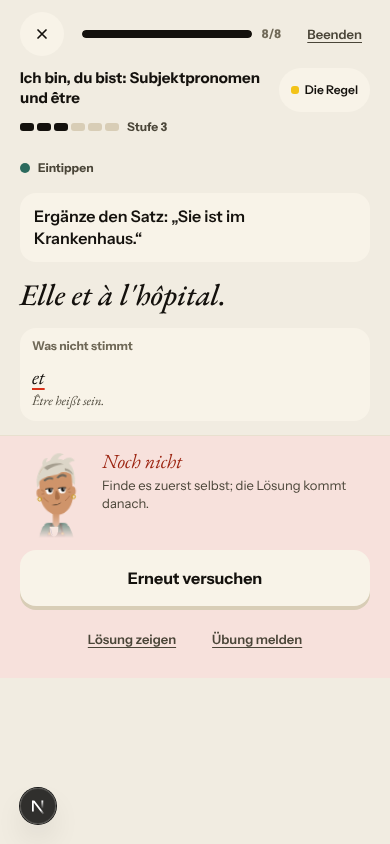 ✕
8/8
Beenden
Ich bin, du bist: Subjektpronomen
und être
Die Regel
Stufe 3
Eintippen
Ergänze den Satz: „Sie ist im
Krankenhaus.“
Elle et à l'hôpital.
Was nicht stimmt
et
Être heißt sein.
Noch nicht
Finde es zuerst selbst; die Lösung kommt
danach.
Erneut versuchen
Lösung zeigen
Übung melden
N